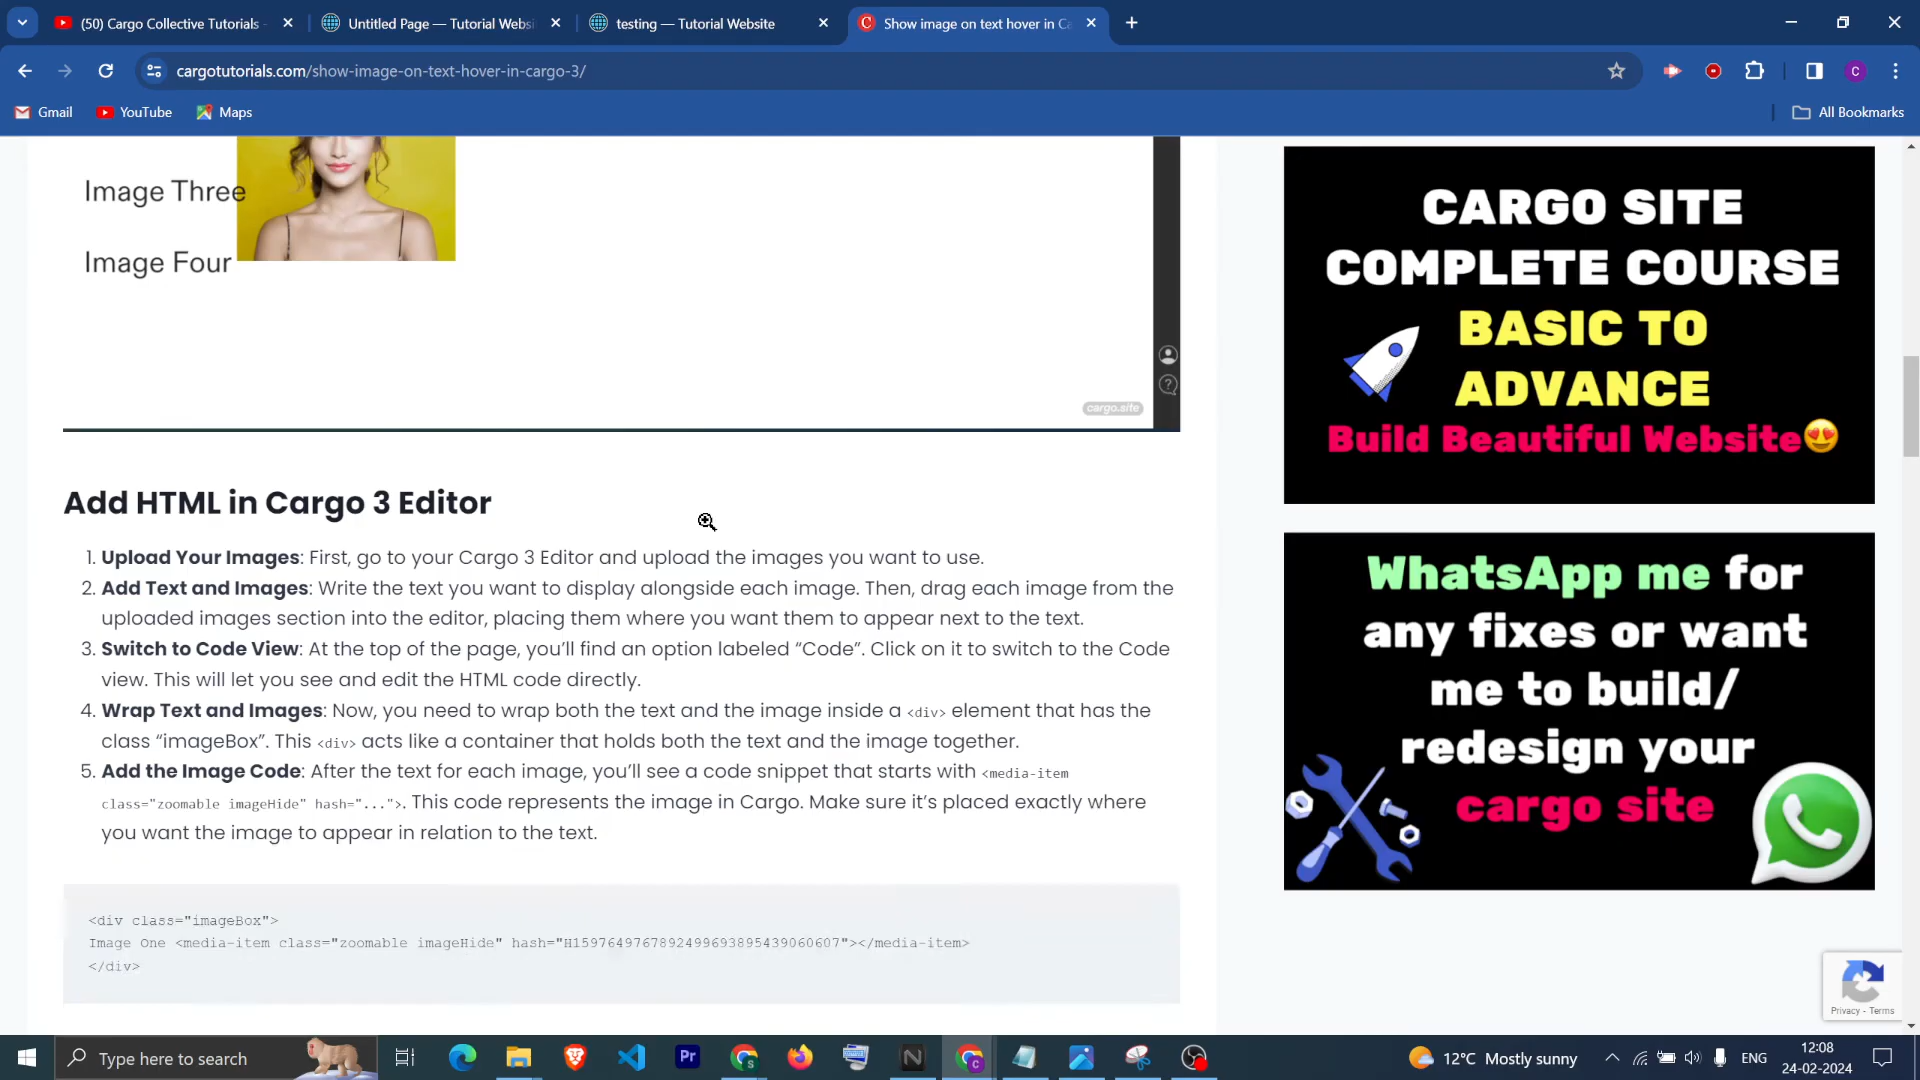 (50) Cargo Collective Tutorials -
Untitled Page — Tutorial Websi
testing — Tutorial Website
Show image on text hover in Ca
cargotutorials.com/show-image-on-text-hover-in-cargo-3/
C
Gmail
YouTube
Maps
All Bookmarks
Image Three
Image Four
cargo.site
CARGO SITE
COMPLETE COURSE
BASIC TO
ADVANCE
Build Beautiful Website
Add HTML in Cargo 3 Editor
1. Upload Your Images: First, go to your Cargo 3 Editor and upload the images you want to use.
2. Add Text and Images: Write the text you want to display alongside each image. Then, drag each image from the
uploaded images section into the editor, placing them where you want them to appear next to the text.
3. Switch to Code View: At the top of the page, you’ll find an option labeled “Code”. Click on it to switch to the Code
view. This will let you see and edit the HTML code directly.
4. Wrap Text and Images: Now, you need to wrap both the text and the image inside a <div> element that has the
class “imageBox”. This <div> acts like a container that holds both the text and the image together.
5. Add the Image Code: After the text for each image, you’ll see a code snippet that starts with <media-item
class="zoomable imageHide" hash="...">. This code represents the image in Cargo. Make sure it’s placed exactly where
you want the image to appear in relation to the text.
<div class="imageBox">
Image One <media-item class="zoomable imageHide" hash="H1597649767892499693895439060607"></media-item>
</div>
WhatsApp me for
any fixes or want
me to build/
redesign your
cargo site
Privacy - Terms
Type here to search
Pr
N
C
12°C Mostly sunny
ENG
12:08
24-02-2024